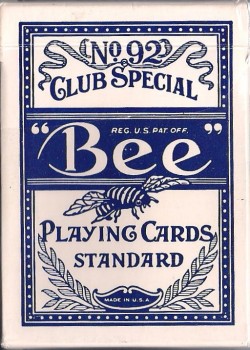 No. 92
Club Special
REG. U.S. PAT. OFF.
"Bee"
Playing Cards
Standard
MADE IN U.S.A.